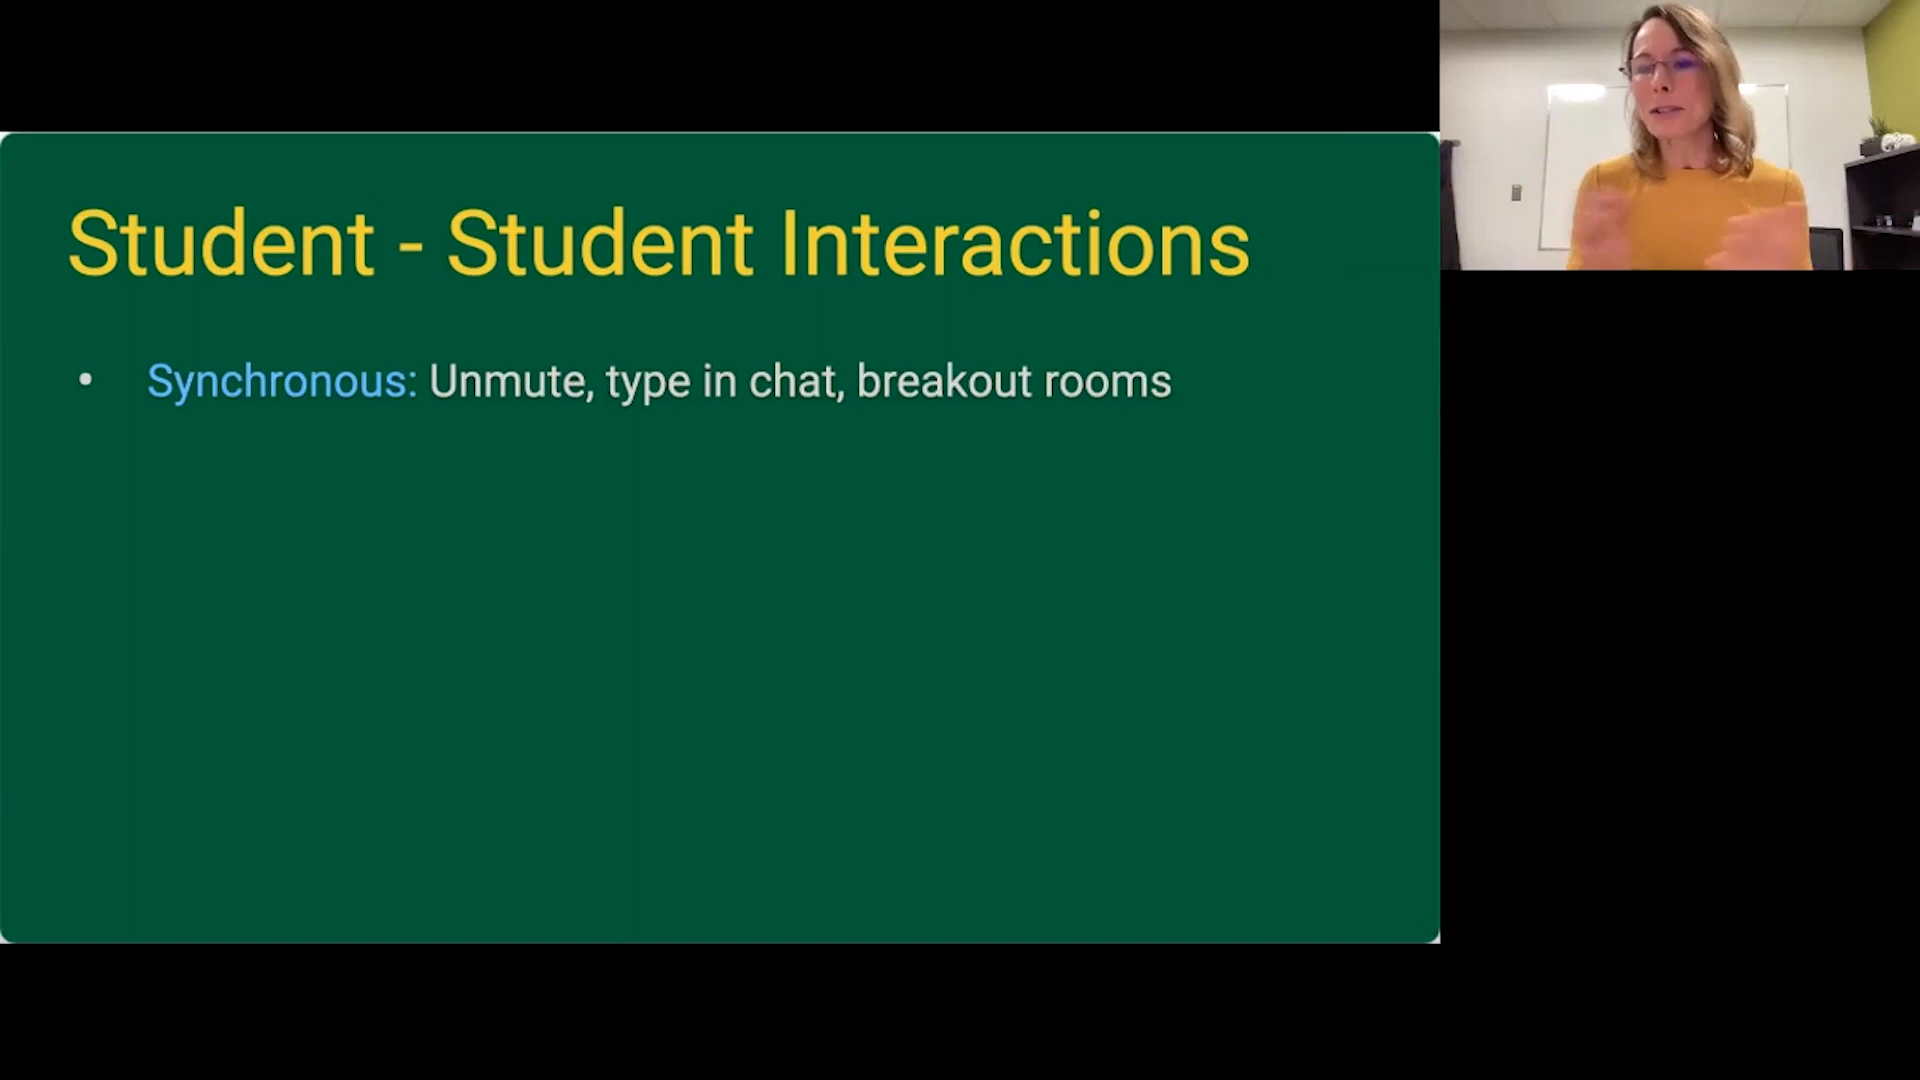 Student - Student Interactions
• Synchronous: Unmute, type in chat, breakout rooms